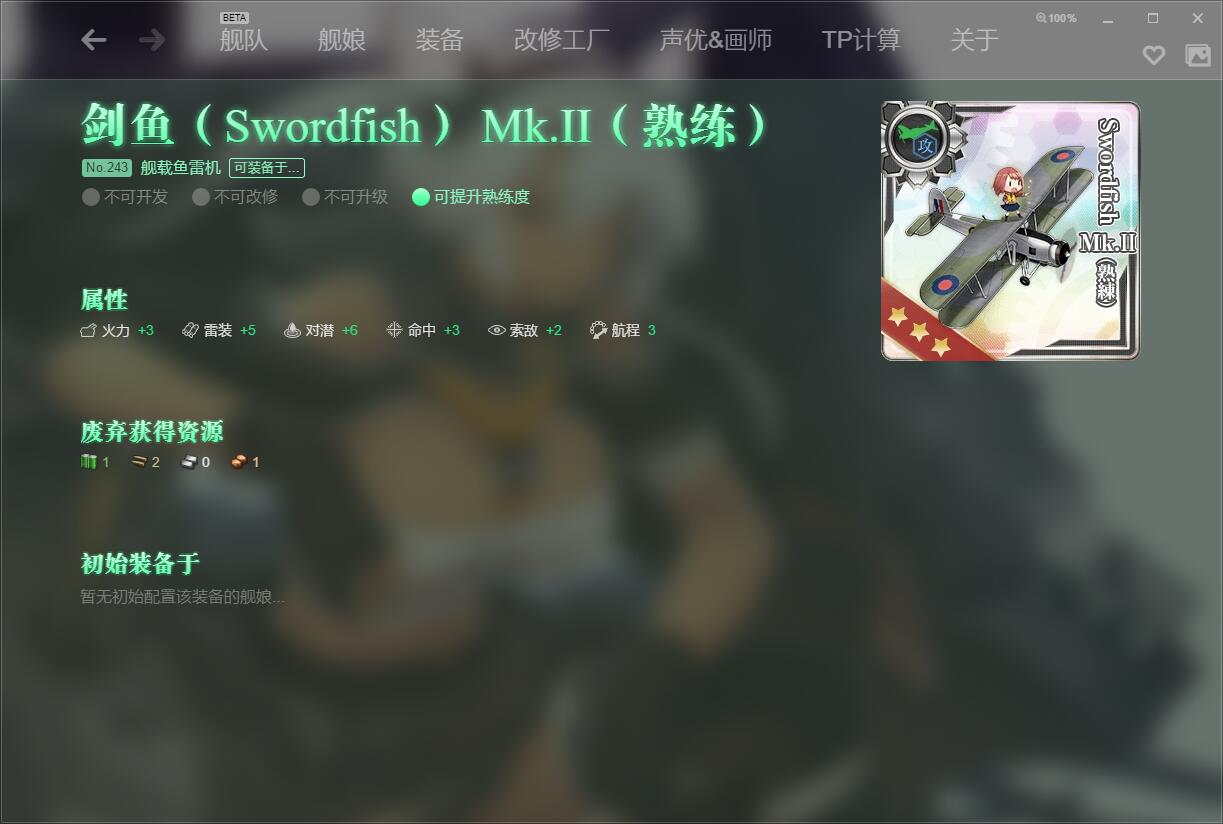 BETA
舰队 舰娘 装备 改修工厂 声优&画师 TP计算 关于
100%
剑鱼（Swordfish） Mk.II（熟练）
No.243 舰载鱼雷机 可装备于...
不可开发 不可改修 不可升级 可提升熟练度
攻
Swordfish
Mk.II
(熟練)
属性
火力 +3 雷装 +5 对潜 +6 命中 +3 索敌 +2 航程 3
废弃获得资源
1 2 0 1
初始装备于
暂无初始配置该装备的舰娘...